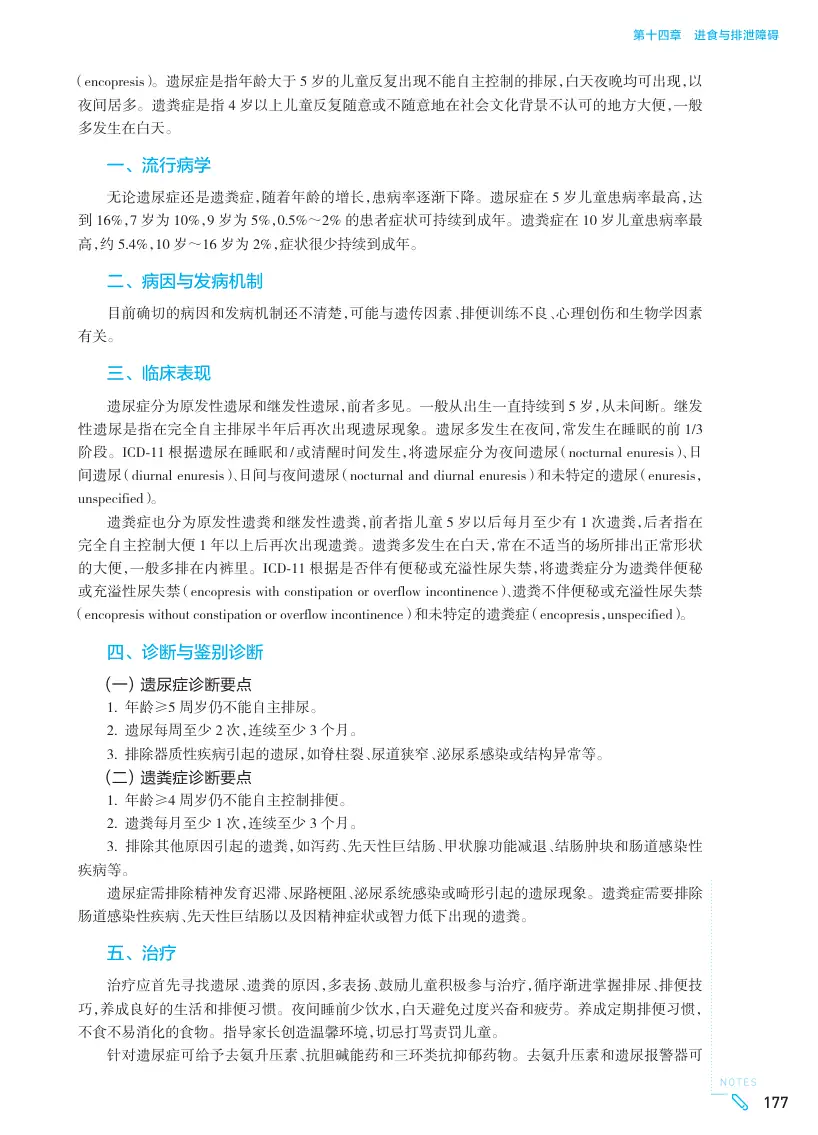 第十四章 进食与排泄障碍
（encopresis）。遗尿症是指年龄大于 5 岁的儿童反复出现不能自主控制的排尿，白天夜晚均可出现，以
夜间居多。遗粪症是指 4 岁以上儿童反复随意或不随意地在社会文化背景不认可的地方大便，一般
多发生在白天。
一、流行病学
无论遗尿症还是遗粪症，随着年龄的增长，患病率逐渐下降。遗尿症在 5 岁儿童患病率最高，达
到 16%，7 岁为 10%，9 岁为 5%，0.5%～2% 的患者症状可持续到成年。遗粪症在 10 岁儿童患病率最
高，约 5.4%，10 岁～16 岁为 2%，症状很少持续到成年。
二、病因与发病机制
目前确切的病因和发病机制还不清楚，可能与遗传因素、排便训练不良、心理创伤和生物学因素
有关。
三、临床表现
遗尿症分为原发性遗尿和继发性遗尿，前者多见。一般从出生一直持续到 5 岁，从未间断。继发
性遗尿是指在完全自主排尿半年后再次出现遗尿现象。遗尿多发生在夜间，常发生在睡眠的前 1/3
阶段。ICD-11 根据遗尿在睡眠和/或清醒时间发生，将遗尿症分为夜间遗尿（nocturnal enuresis）、日
间遗尿（diurnal enuresis）、日间与夜间遗尿（nocturnal and diurnal enuresis）和未特定的遗尿（enuresis，
unspecified）。
遗粪症也分为原发性遗粪和继发性遗粪，前者指儿童 5 岁以后每月至少有 1 次遗粪，后者指在
完全自主控制大便 1 年以上后再次出现遗粪。遗粪多发生在白天，常在不适当的场所排出正常形状
的大便，一般多排在内裤里。ICD-11 根据是否伴有便秘或充溢性尿失禁，将遗粪症分为遗粪伴便秘
或充溢性尿失禁（encopresis with constipation or overflow incontinence）、遗粪不伴便秘或充溢性尿失禁
（encopresis without constipation or overflow incontinence）和未特定的遗粪症（encopresis，unspecified）。
四、诊断与鉴别诊断
（一）遗尿症诊断要点
1. 年龄≥5 周岁仍不能自主排尿。
2. 遗尿每周至少 2 次，连续至少 3 个月。
3. 排除器质性疾病引起的遗尿，如脊柱裂、尿道狭窄、泌尿系感染或结构异常等。
（二）遗粪症诊断要点
1. 年龄≥4 周岁仍不能自主控制排便。
2. 遗粪每月至少 1 次，连续至少 3 个月。
3. 排除其他原因引起的遗粪，如泻药、先天性巨结肠、甲状腺功能减退、结肠肿块和肠道感染性
疾病等。
遗尿症需排除精神发育迟滞、尿路梗阻、泌尿系统感染或畸形引起的遗尿现象。遗粪症需要排除
肠道感染性疾病、先天性巨结肠以及因精神症状或智力低下出现的遗粪。
五、治疗
治疗应首先寻找遗尿、遗粪的原因，多表扬、鼓励儿童积极参与治疗，循序渐进掌握排尿、排便技
巧，养成良好的生活和排便习惯。夜间睡前少饮水，白天避免过度兴奋和疲劳。养成定期排便习惯，
不食不易消化的食物。指导家长创造温馨环境，切忌打骂责罚儿童。
针对遗尿症可给予去氨升压素、抗胆碱能药和三环类抗抑郁药物。去氨升压素和遗尿报警器可
NOTES
177